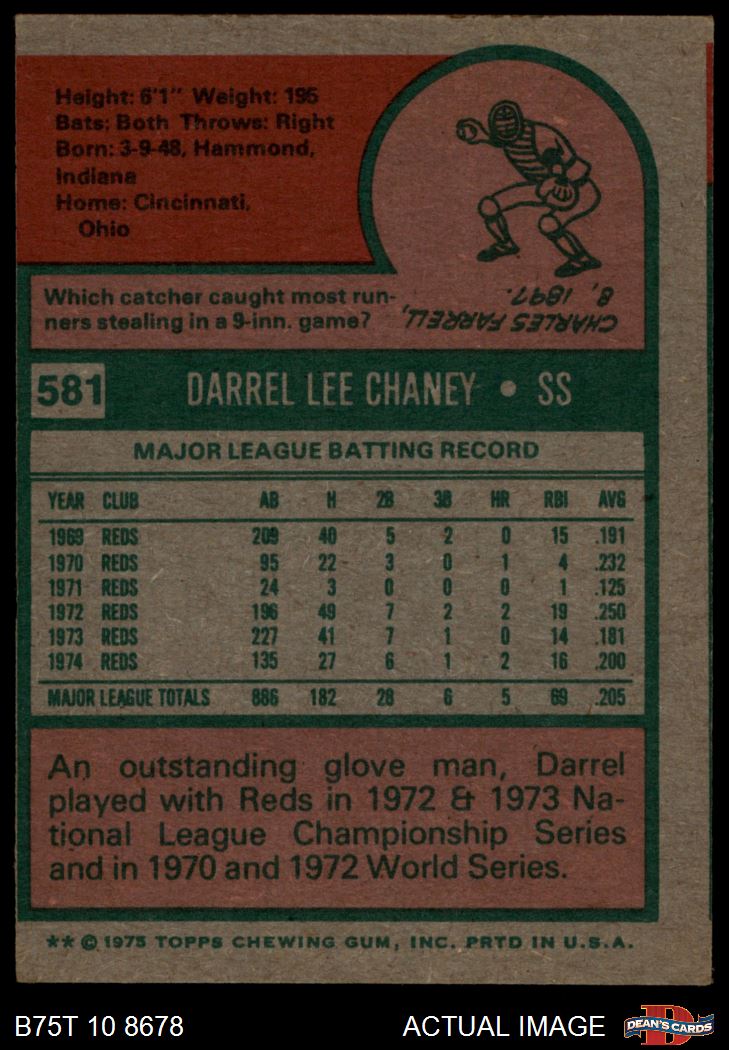 Height: 6'1" Weight: 195
Bats: Both Throws: Right
Born: 3-9-48, Hammond,
Indiana
Home: Cincinnati,
Ohio
Which catcher caught most run-
ners stealing in a 9-inn. game?
CHARLES FARRELL,
8, 1897.
581 DARREL LEE CHANEY • SS
MAJOR LEAGUE BATTING RECORD
YEAR CLUB AB H 2B 3B HR RBI AVG
1969 REDS 209 40 5 2 0 15 .191
1970 REDS 95 22 3 0 1 4 .232
1971 REDS 24 3 0 0 0 1 .125
1972 REDS 196 49 7 2 2 19 .250
1973 REDS 227 41 7 1 0 14 .181
1974 REDS 135 27 6 1 2 16 .200
MAJOR LEAGUE TOTALS 886 182 28 6 5 69 .205
An outstanding glove man, Darrel
played with Reds in 1972 & 1973 Na-
tional League Championship Series
and in 1970 and 1972 World Series.
** © 1975 TOPPS CHEWING GUM, INC. PRTD IN U.S.A.
B75T 10 8678 ACTUAL IMAGE
D
DEAN'S CARDS